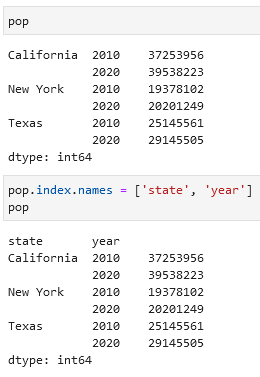 pop
California  2010    37253956
            2020    39538223
New York    2010    19378102
            2020    20201249
Texas       2010    25145561
            2020    29145505
dtype: int64
pop.index.names = ['state', 'year']
pop
state       year
California  2010    37253956
            2020    39538223
New York    2010    19378102
            2020    20201249
Texas       2010    25145561
            2020    29145505
dtype: int64